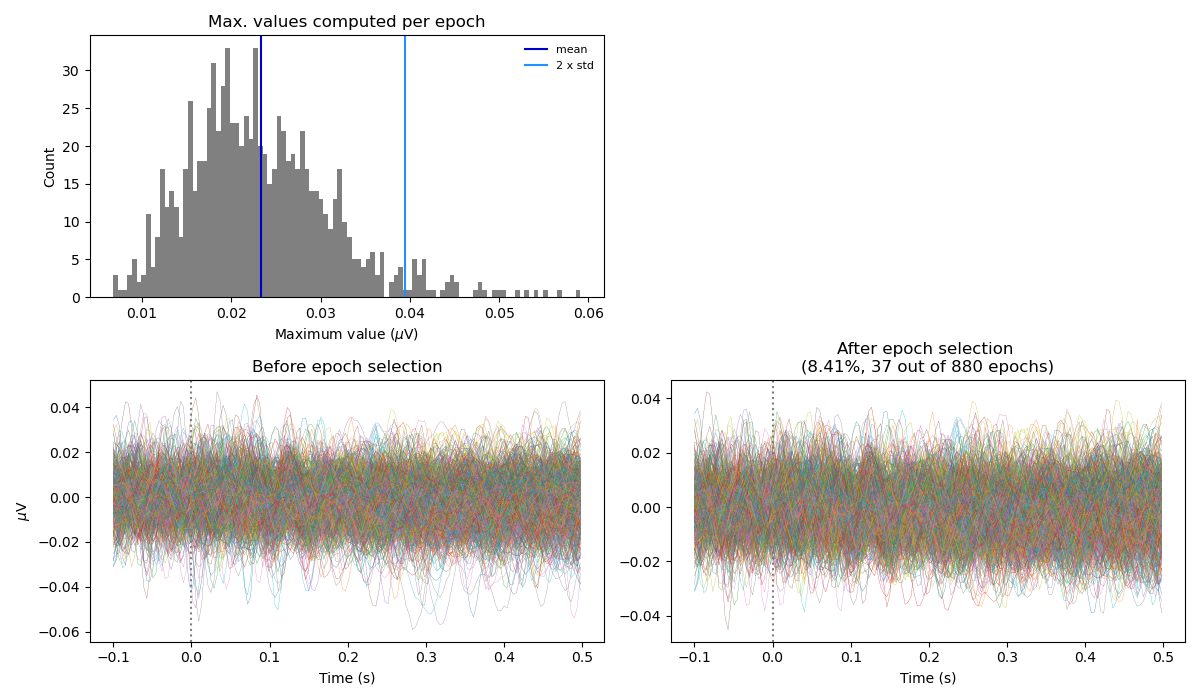 Max. values computed per epoch
Count
30
25
20
15
10
5
0
mean
2 x std
0.01 0.02 0.03 0.04 0.05 0.06
Maximum value (μV)
Before epoch selection
μV
0.04
0.02
0.00
−0.02
−0.04
−0.06
−0.1 0.0 0.1 0.2 0.3 0.4 0.5
Time (s)
After epoch selection
(8.41%, 37 out of 880 epochs)
0.04
0.02
0.00
−0.02
−0.04
−0.1 0.0 0.1 0.2 0.3 0.4 0.5
Time (s)